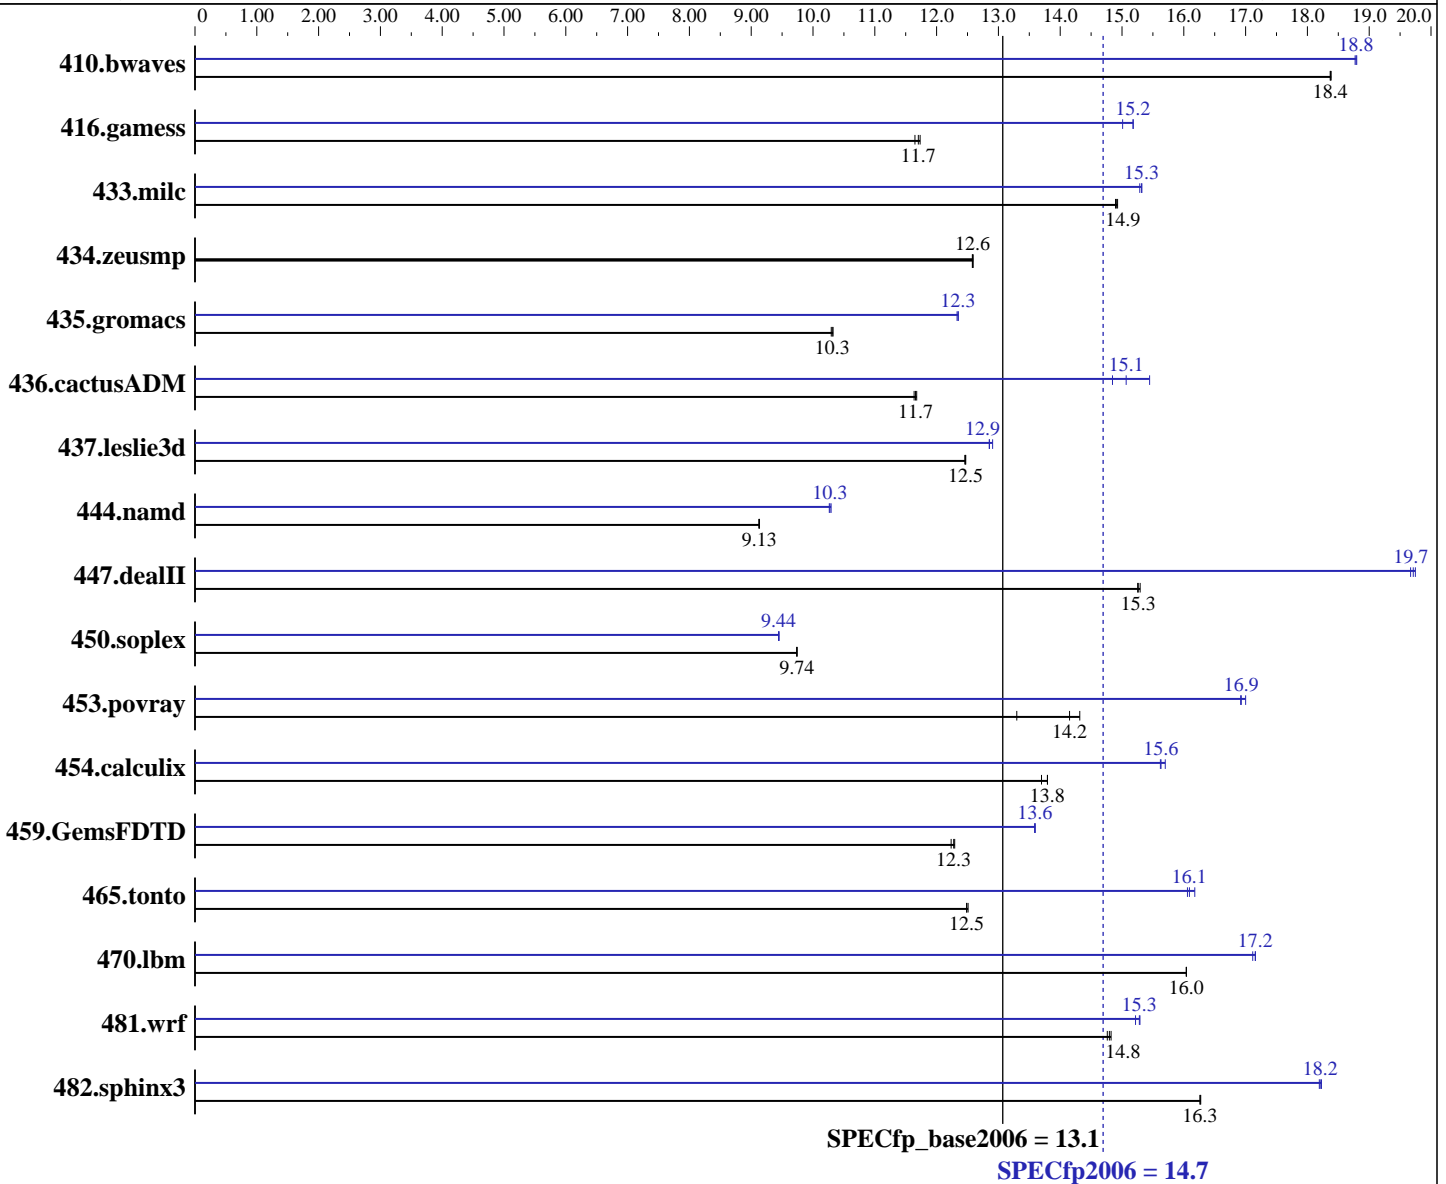 0 1.00 2.00 3.00 4.00 5.00 6.00 7.00 8.00 9.00 10.0 11.0 12.0 13.0 14.0 15.0 16.0 17.0 18.0 19.0 20.0
18.8
410.bwaves
18.4
15.2
416.gamess
11.7
15.3
433.milc
14.9
12.6
434.zeusmp
12.3
435.gromacs
10.3
15.1
436.cactusADM
11.7
12.9
437.leslie3d
12.5
10.3
444.namd
9.13
19.7
447.dealII
15.3
9.44
450.soplex
9.74
16.9
453.povray
14.2
15.6
454.calculix
13.8
13.6
459.GemsFDTD
12.3
16.1
465.tonto
12.5
17.2
470.lbm
16.0
15.3
481.wrf
14.8
18.2
482.sphinx3
16.3
SPECfp_base2006 = 13.1
SPECfp2006 = 14.7